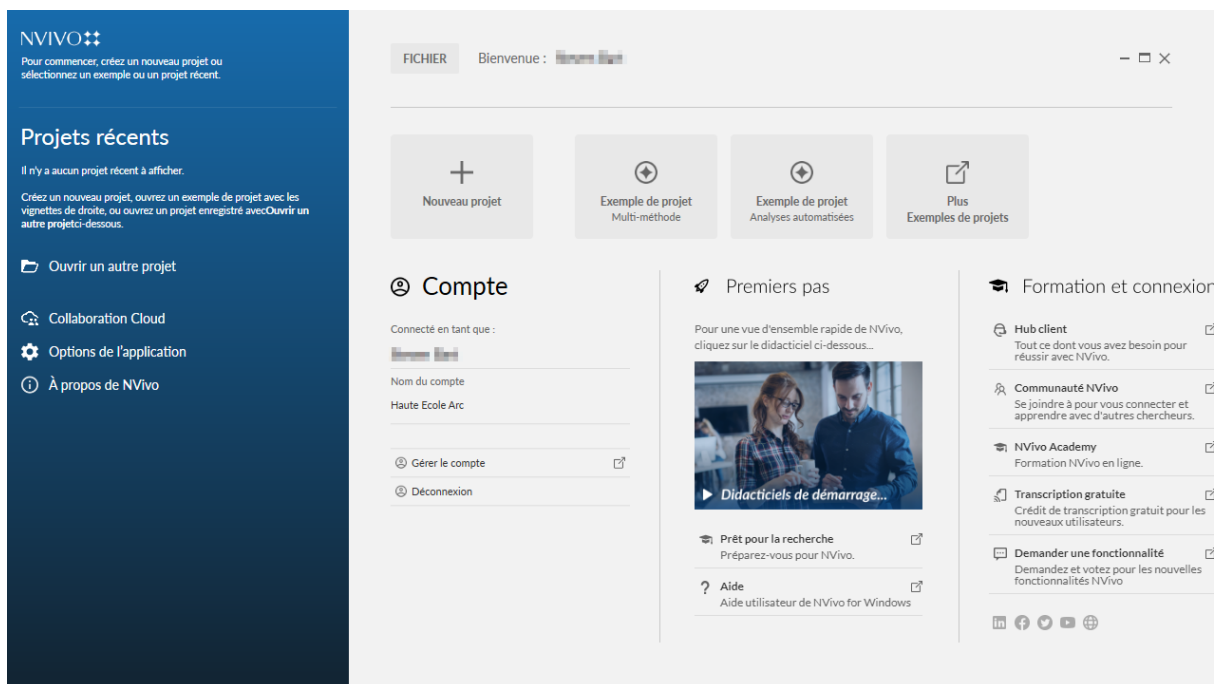 NVIVO
Pour commencer, créez un nouveau projet ou
sélectionnez un exemple ou un projet récent.
Projets récents
Il n'y a aucun projet récent à afficher.
Créez un nouveau projet, ouvrez un exemple de projet avec les
vignettes de droite, ou ouvrez un projet enregistré avecOuvrir un
autre projetci-dessous.
Ouvrir un autre projet
Collaboration Cloud
Options de l'application
À propos de NVivo
FICHIER
Bienvenue :
Nouveau projet
Exemple de projet
Multi-méthode
Exemple de projet
Analyses automatisées
Plus
Exemples de projets
Compte
Connecté en tant que :
Nom du compte
Haute Ecole Arc
Gérer le compte
Déconnexion
Premiers pas
Pour une vue d'ensemble rapide de NVivo,
cliquez sur le didacticiel ci-dessous...
Didacticiels de démarrage...
Prêt pour la recherche
Préparez-vous pour NVivo.
Aide
Aide utilisateur de NVivo for Windows
Formation et connexion
Hub client
Tout ce dont vous avez besoin pour
réussir avec NVivo.
Communauté NVivo
Se joindre à pour vous connecter et
apprendre avec d'autres chercheurs.
NVivo Academy
Formation NVivo en ligne.
Transcription gratuite
Crédit de transcription gratuit pour les
nouveaux utilisateurs.
Demander une fonctionnalité
Demandez et votez pour les nouvelles
fonctionnalités NVivo